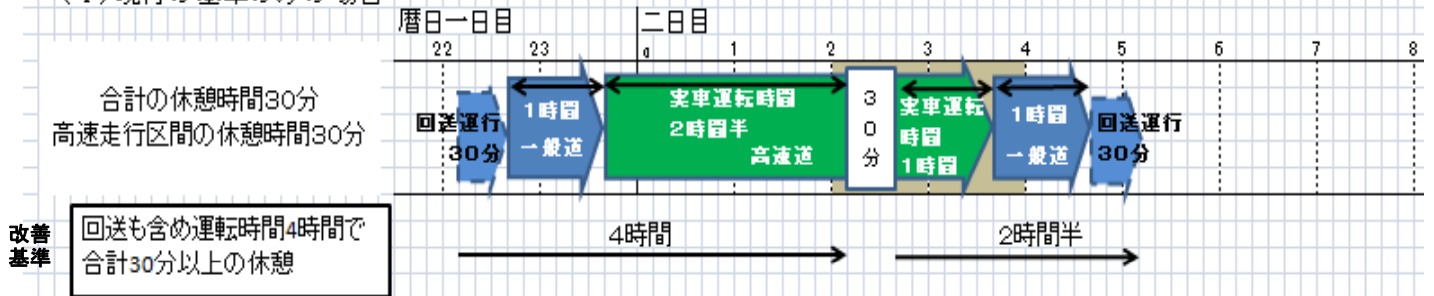 暦日一日目
二日目
22 23 0 1 2 3 4 5 6 7 8
合計の休憩時間30分
高速走行区間の休憩時間30分
回送運行
30分
1時間
一般道
実車運転時間
2時間半
高速道
30分
実車運転
時間
1時間
1時間
一般道
回送運行
30分
改善
基準
回送も含め運転時間4時間で
合計30分以上の休憩
4時間
2時間半